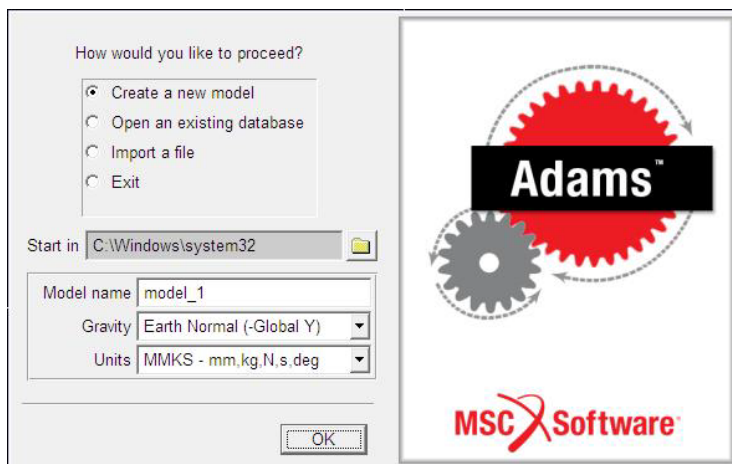 How would you like to proceed?
Create a new model
Open an existing database
Import a file
Exit
Start in C:\Windows\system32
Model name model_1
Gravity Earth Normal (-Global Y)
Units MMKS - mm,kg,N,s,deg
OK
Adams™
MSC Software